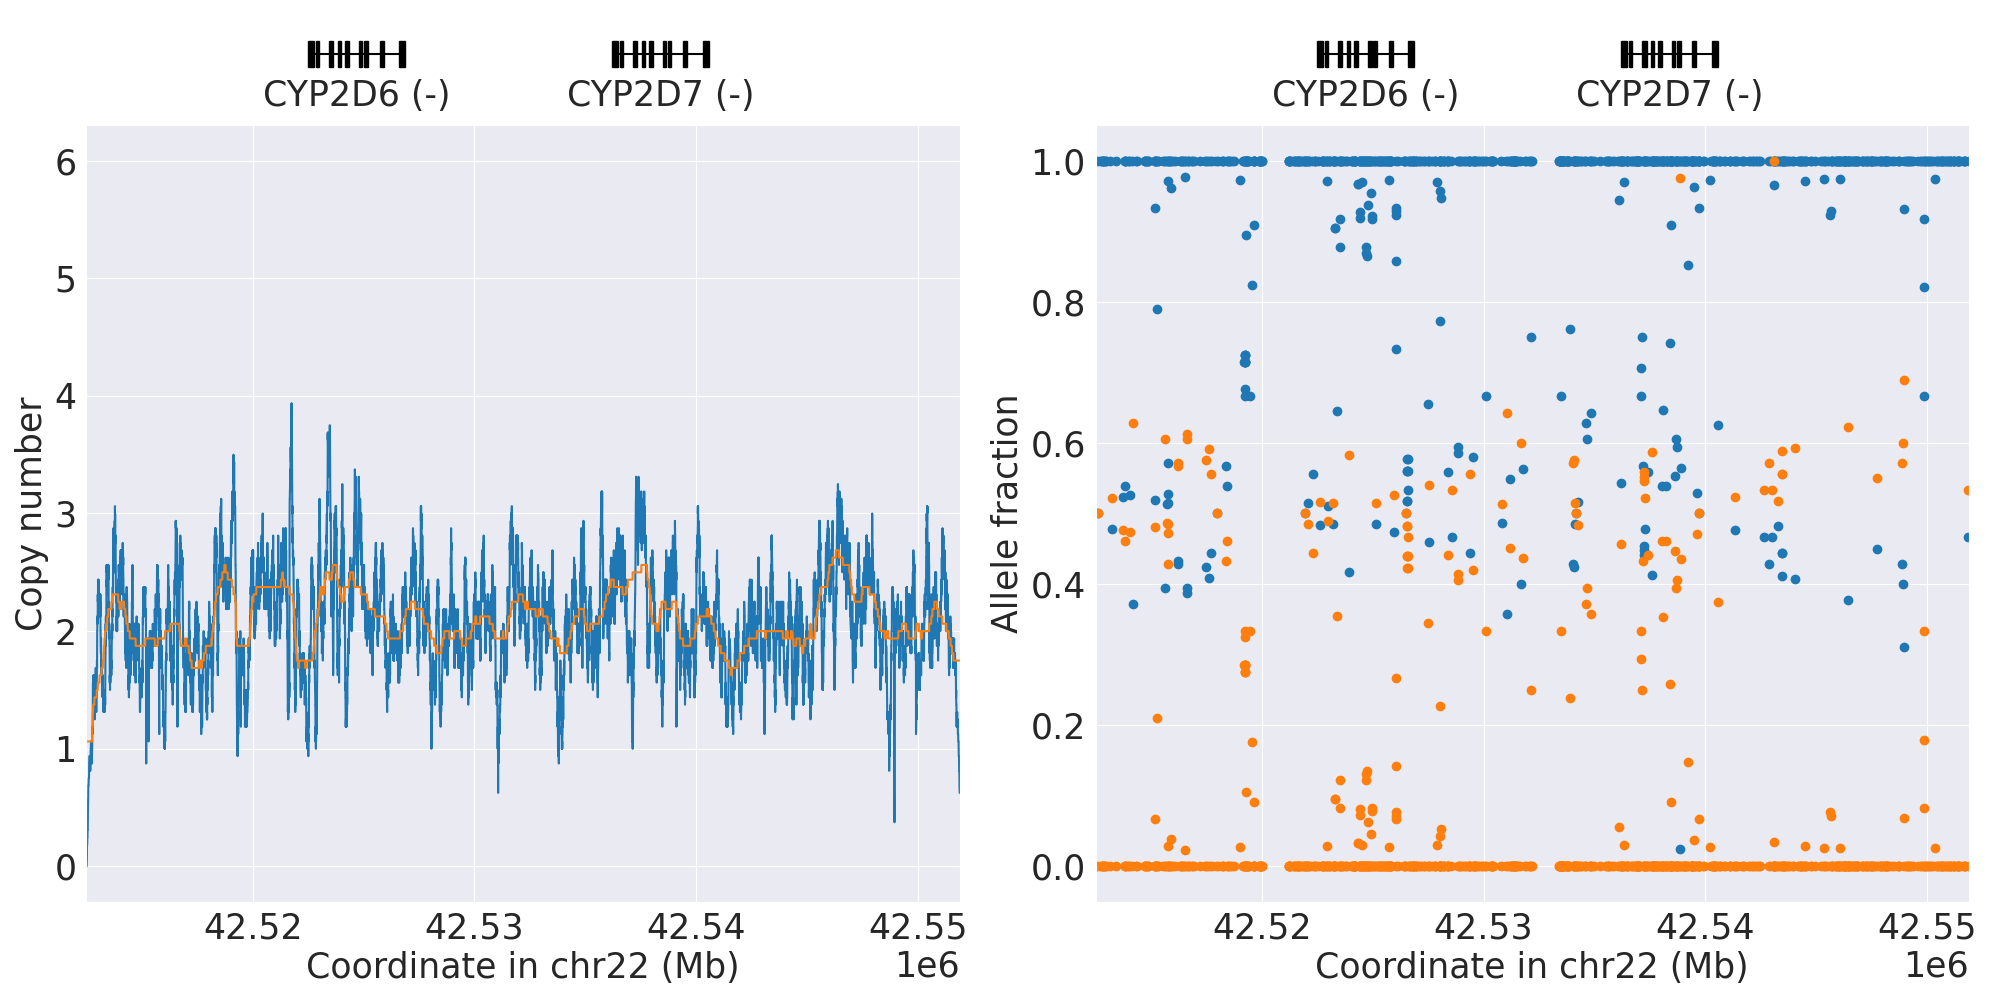 CYP2D6 (-)
CYP2D7 (-)
6
5
4
3
2
1
0
Copy number
42.52
42.53
42.54
42.55
Coordinate in chr22 (Mb)
1e6
CYP2D6 (-)
CYP2D7 (-)
1.0
0.8
0.6
0.4
0.2
0.0
Allele fraction
42.52
42.53
42.54
42.55
Coordinate in chr22 (Mb)
1e6